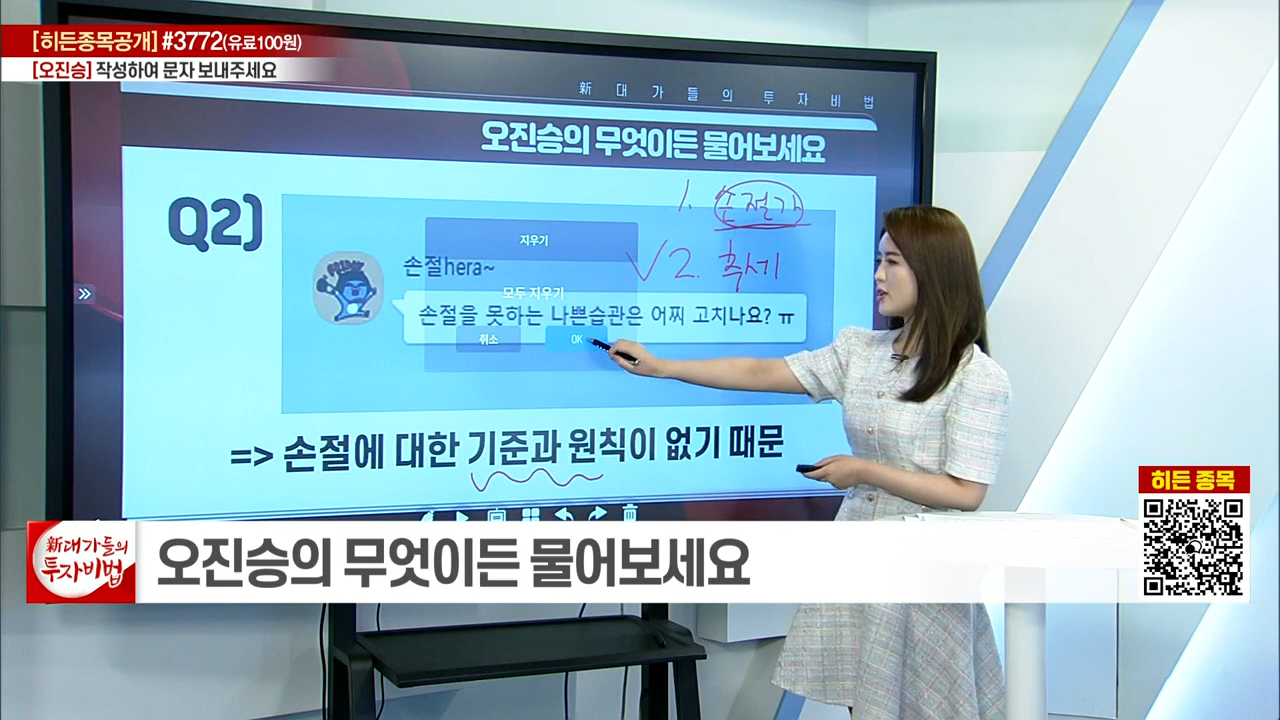 [히든종목공개] #3772(유료100원)
[오진승] 작성하여 문자 보내주세요
新 대가들의 투자비법
오진승의 무엇이든 물어보세요
Q2)
1. 손절가
지우기
2. 추세
손절hera~
모두 지우기
손절을 못하는 나쁜습관은 어찌 고치나요? ㅠ
취소
OK
=> 손절에 대한 기준과 원칙이 없기 때문
히든 종목
新대가들의
투자비법
오진승의 무엇이든 물어보세요